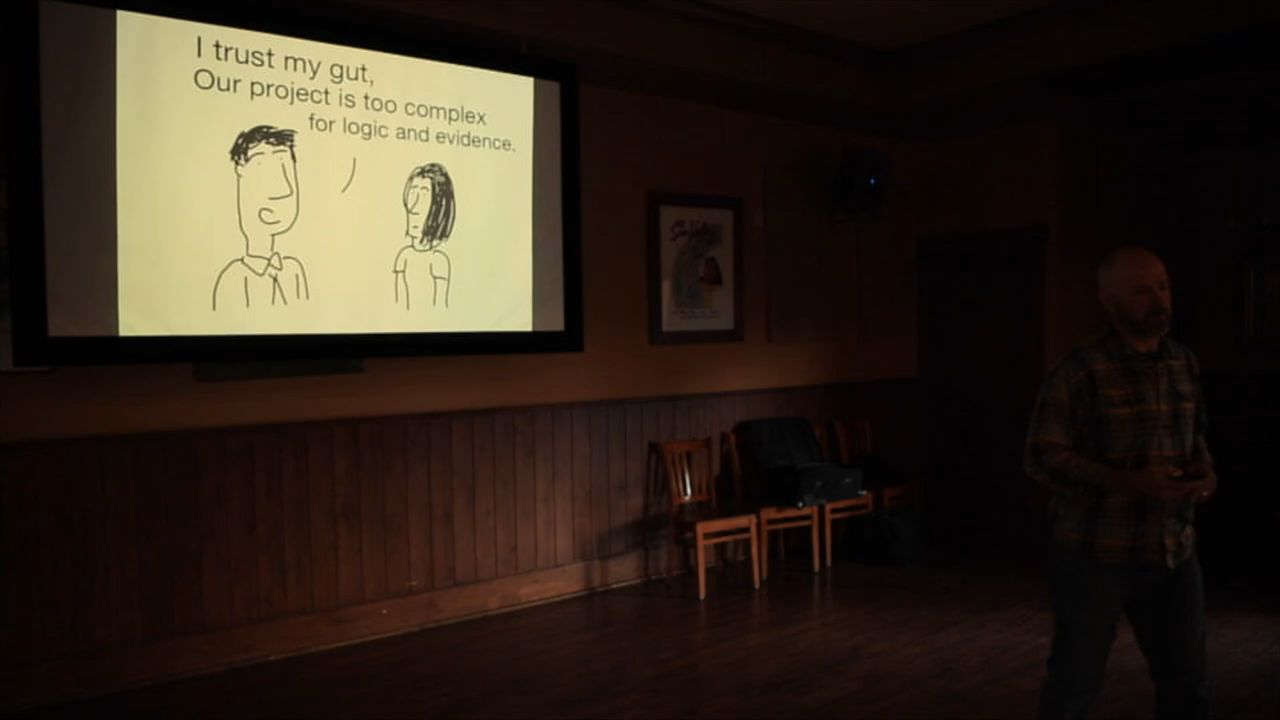 I trust my gut,
Our project is too complex
for logic and evidence.